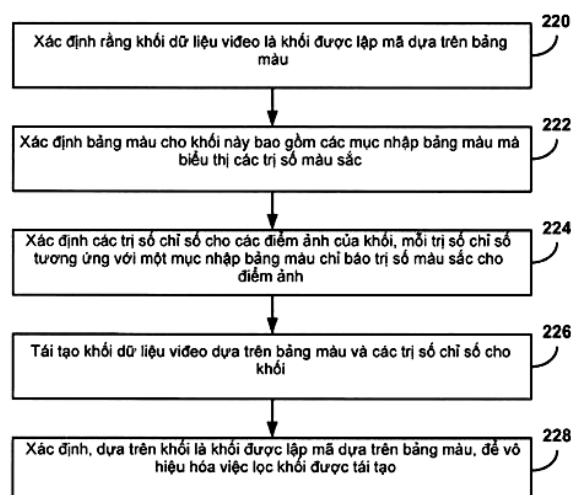 220
Xác định rằng khối dữ liệu viđeo là khối được lập mã dựa trên bảng
màu
222
Xác định bảng màu cho khối này bao gồm các mục nhập bảng màu mà
biểu thị các trị số màu sắc
224
Xác định các trị số chỉ số cho các điểm ảnh của khối, mỗi trị số chỉ số
tương ứng với một mục nhập bảng màu chỉ báo trị số màu sắc cho
điểm ảnh
226
Tái tạo khối dữ liệu viđeo dựa trên bảng màu và các trị số chỉ số cho
khối
228
Xác định, dựa trên khối là khối được lập mã dựa trên bảng màu, để vô
hiệu hóa việc lọc khối được tái tạo